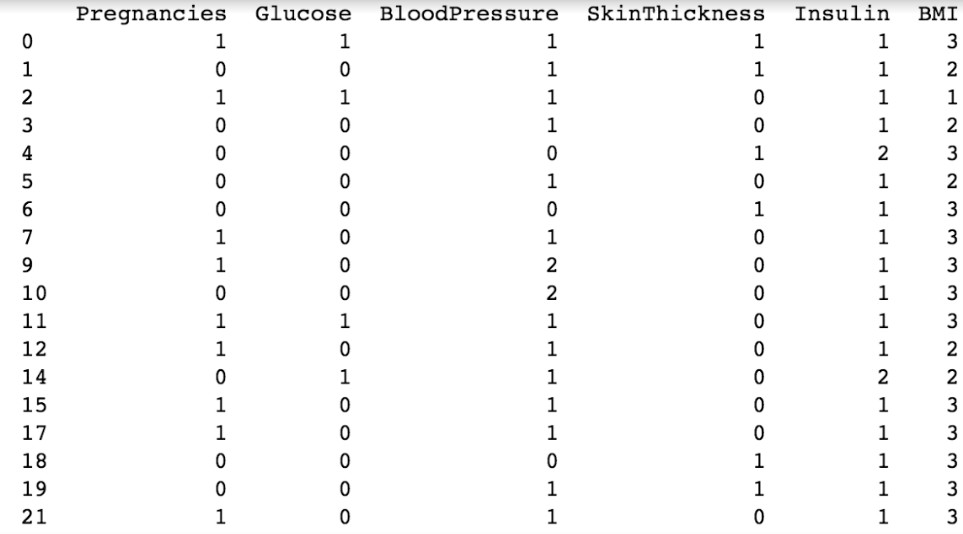 Pregnancies Glucose BloodPressure SkinThickness Insulin BMI
0 1 1 1 1 1 3
1 0 0 1 1 1 2
2 1 1 1 0 1 1
3 0 0 1 0 1 2
4 0 0 0 1 2 3
5 0 0 1 0 1 2
6 0 0 0 1 1 3
7 1 0 1 0 1 3
9 1 0 2 0 1 3
10 0 0 2 0 1 3
11 1 1 1 0 1 3
12 1 0 1 0 1 2
14 0 1 1 0 2 2
15 1 0 1 0 1 3
17 1 0 1 0 1 3
18 0 0 0 1 1 3
19 0 0 1 1 1 3
21 1 0 1 0 1 3